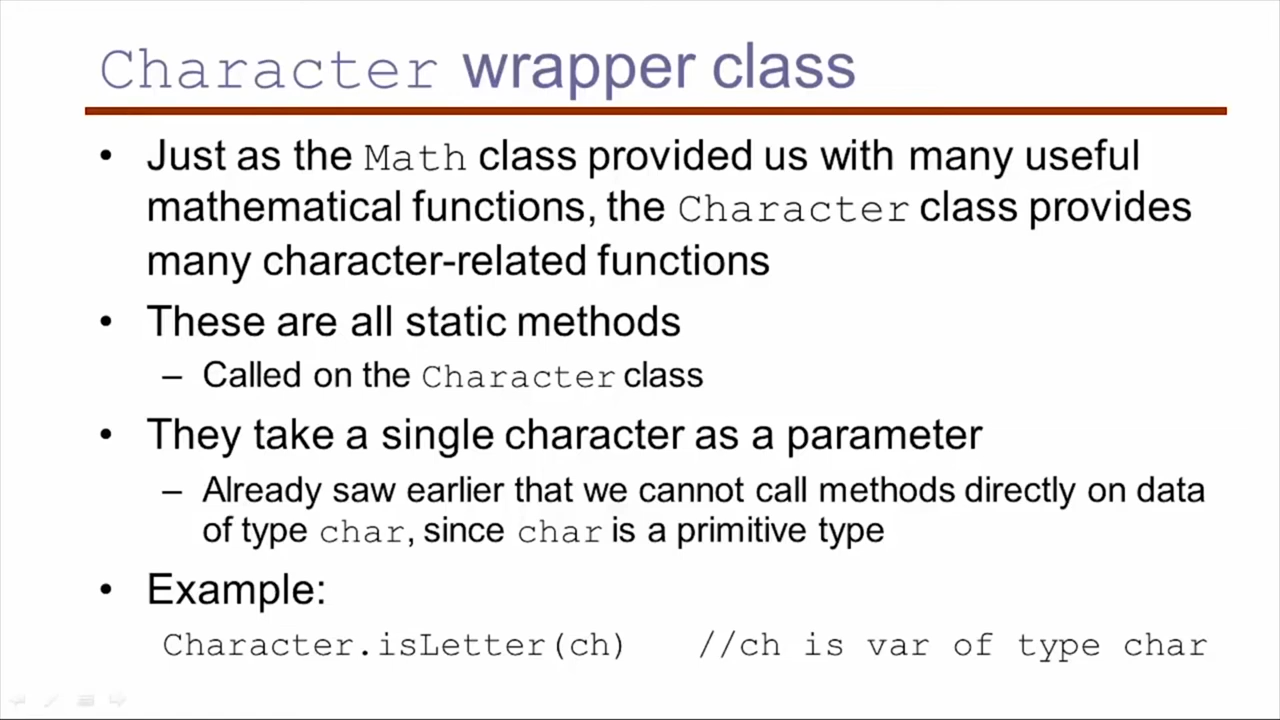 Character wrapper class
• Just as the Math class provided us with many useful
mathematical functions, the Character class provides
many character-related functions
• These are all static methods
– Called on the Character class
• They take a single character as a parameter
– Already saw earlier that we cannot call methods directly on data
of type char, since char is a primitive type
• Example:
Character.isLetter(ch) //ch is var of type char